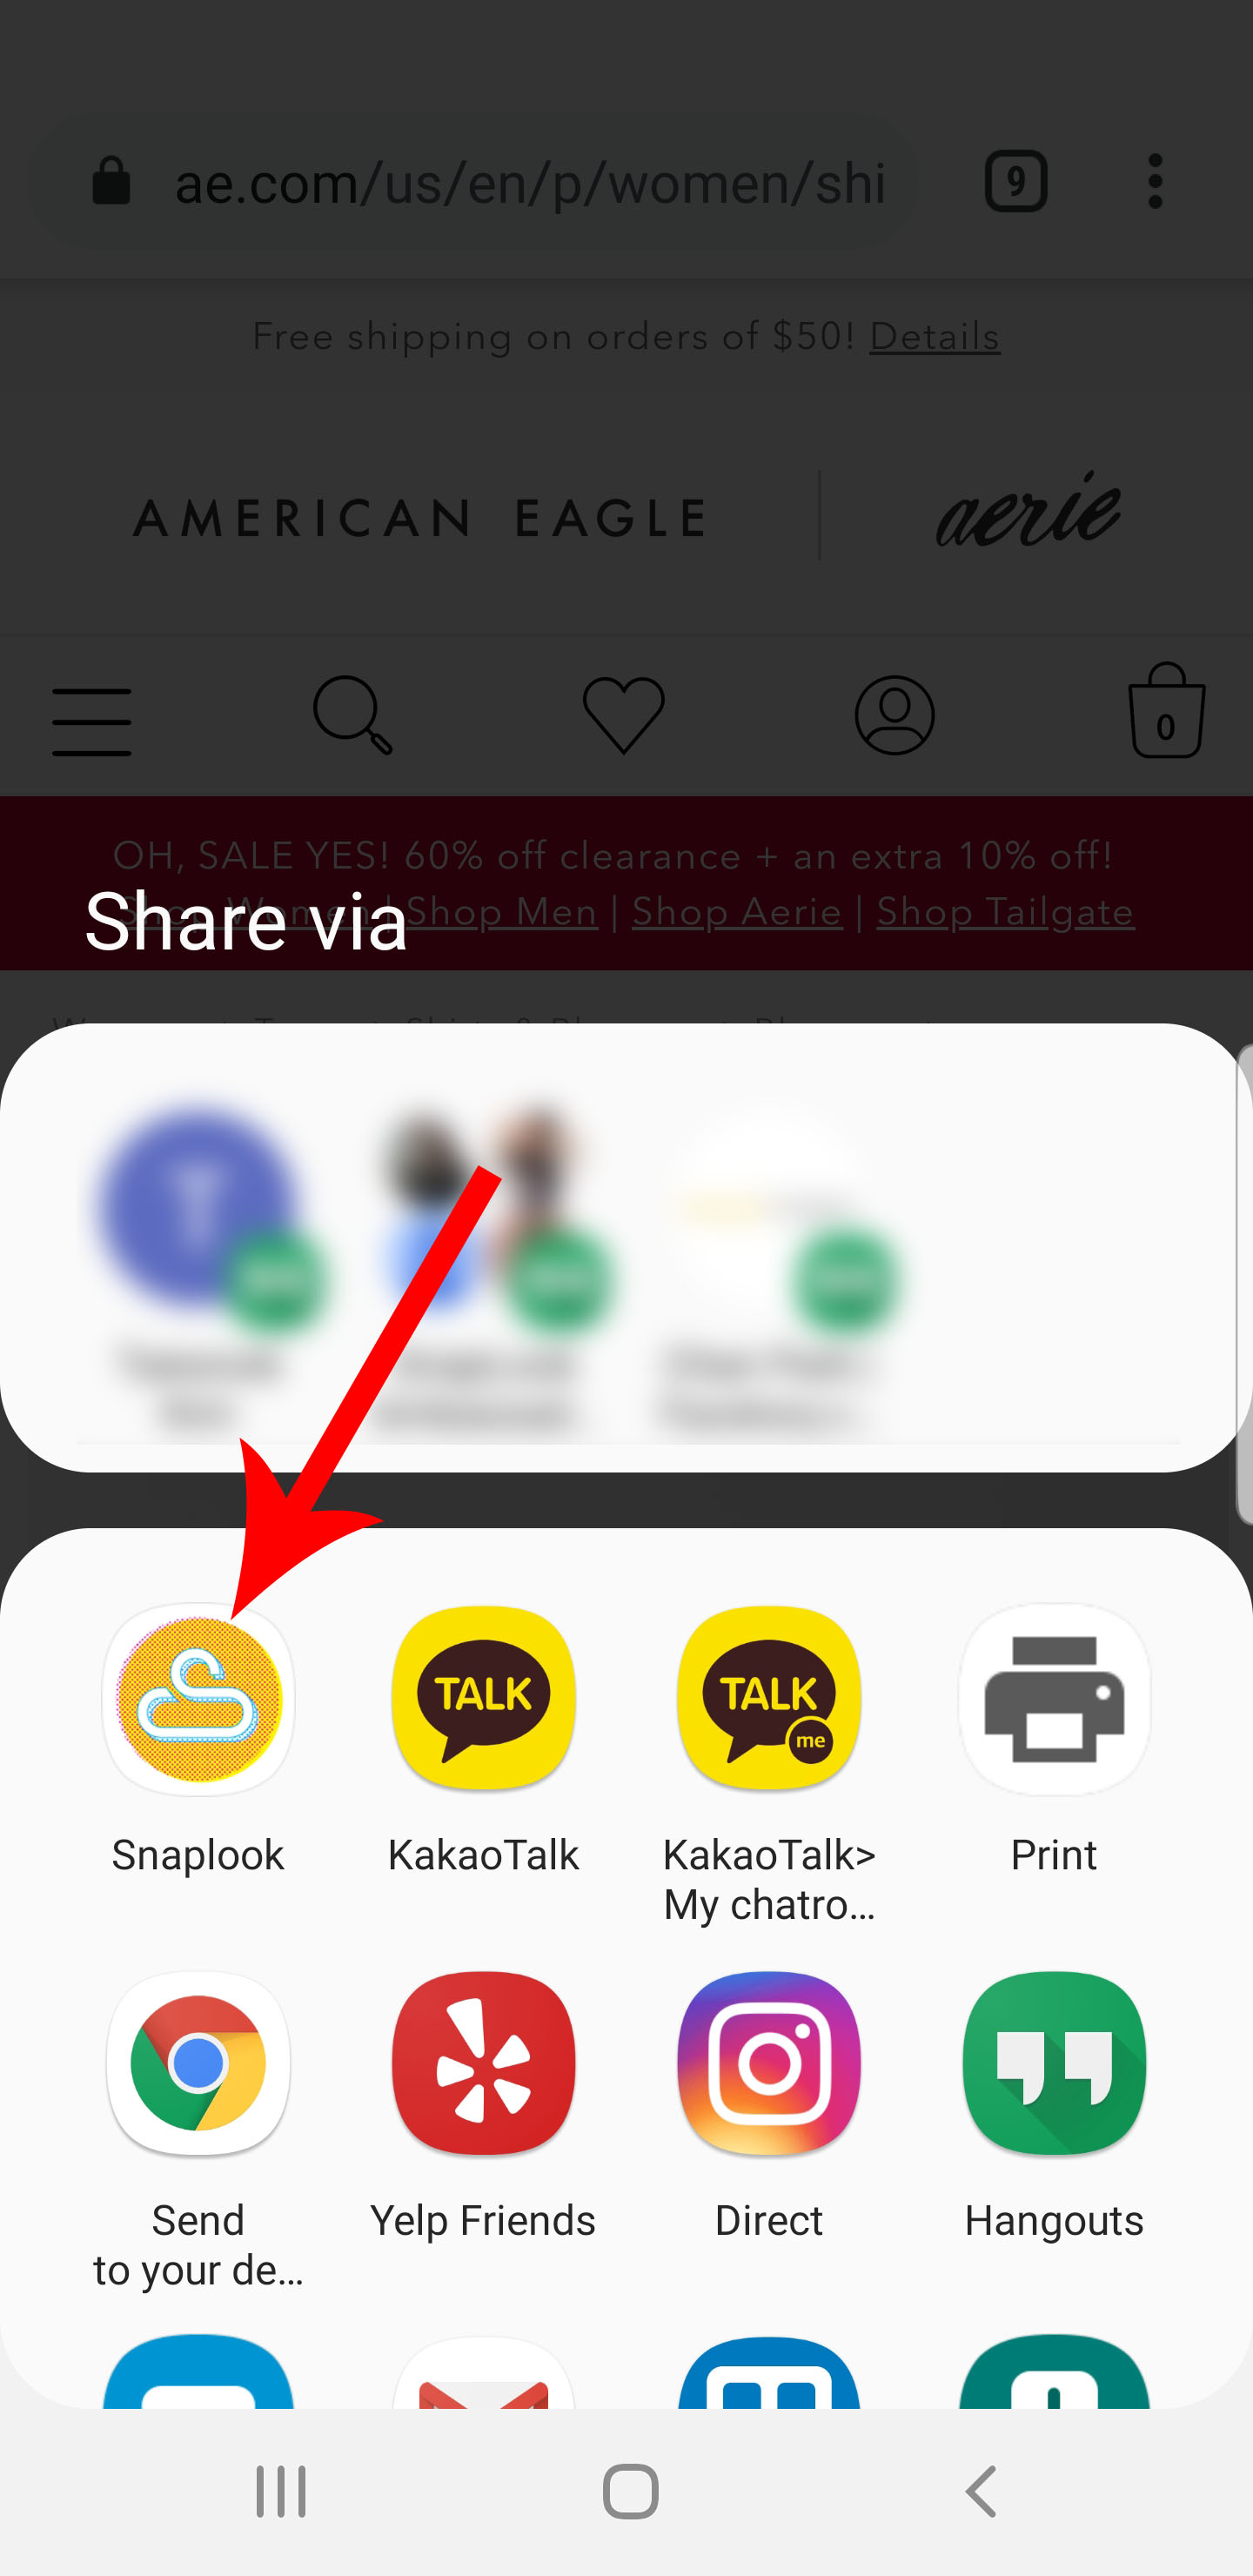 ae.com/us/en/p/women/shi
9
Free shipping on orders of $50! Details
AMERICAN EAGLE
aerie
0
OH, SALE YES! 60% off clearance + an extra 10% off!
Shop Women | Shop Men | Shop Aerie | Shop Tailgate
Share via
TALK
TALK
me
Snaplook
KakaoTalk
KakaoTalk>
My chatro...
Print
Send
to your de...
Yelp Friends
Direct
Hangouts